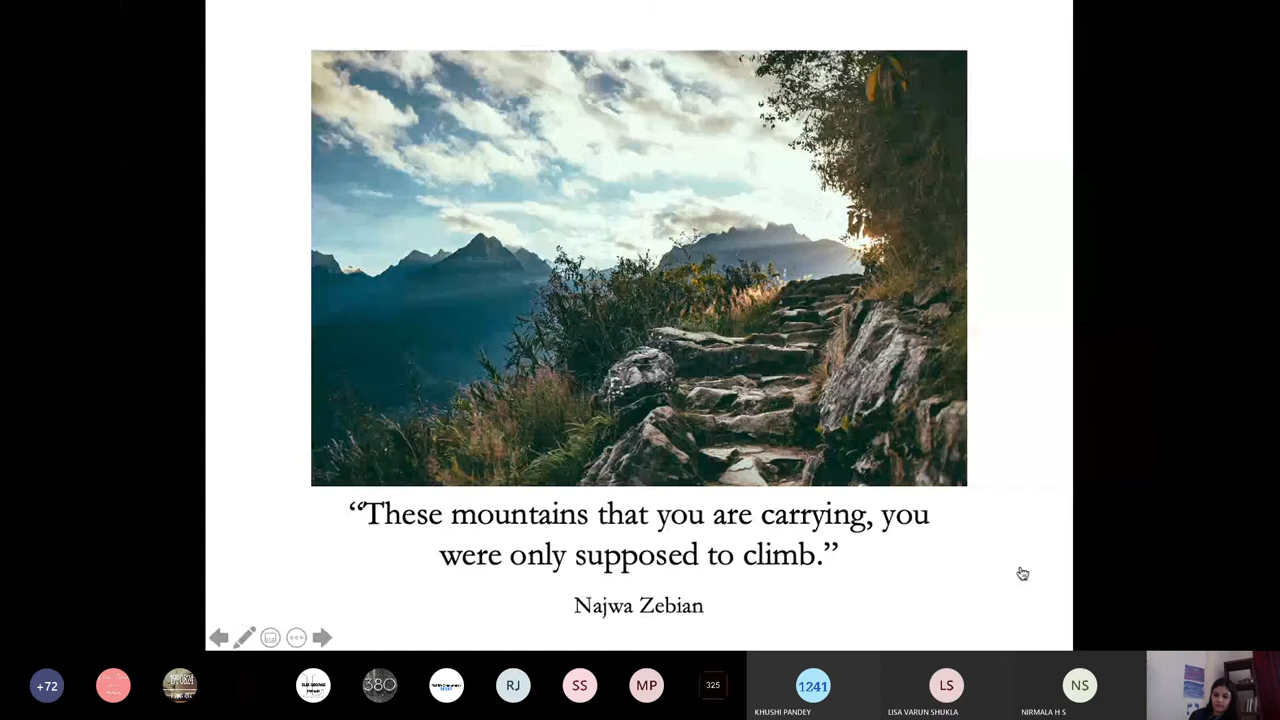 “These mountains that you are carrying, you
were only supposed to climb.”
Najwa Zebian
+72
380
RJ
SS
MP
325
1241
LS
NS
KHUSHI PANDEY
LISA VARUN SHUKLA
NIRMALA H S